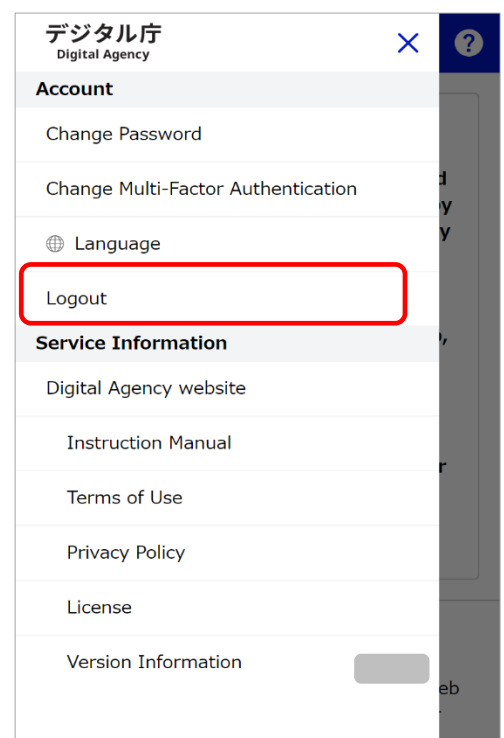 デジタル庁
Digital Agency
?
Account
Change Password
Change Multi-Factor Authentication
Language
Logout
Service Information
Digital Agency website
Instruction Manual
Terms of Use
Privacy Policy
License
Version Information